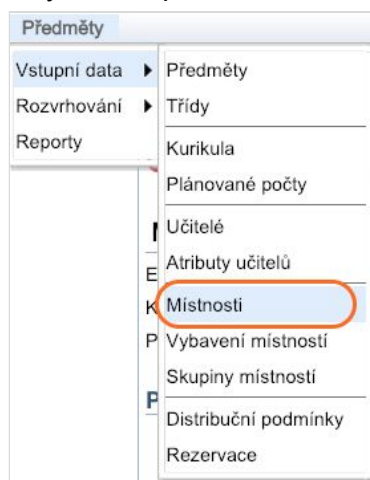 Předměty
Vstupní data
Rozvrhování
Reporty
Předměty
Třídy
Kurikula
Plánované počty
Učitelé
Atributy učitelů
Místnosti
Vybavení místností
Skupiny místností
Distribuční podmínky
Rezervace
E
K
P
P